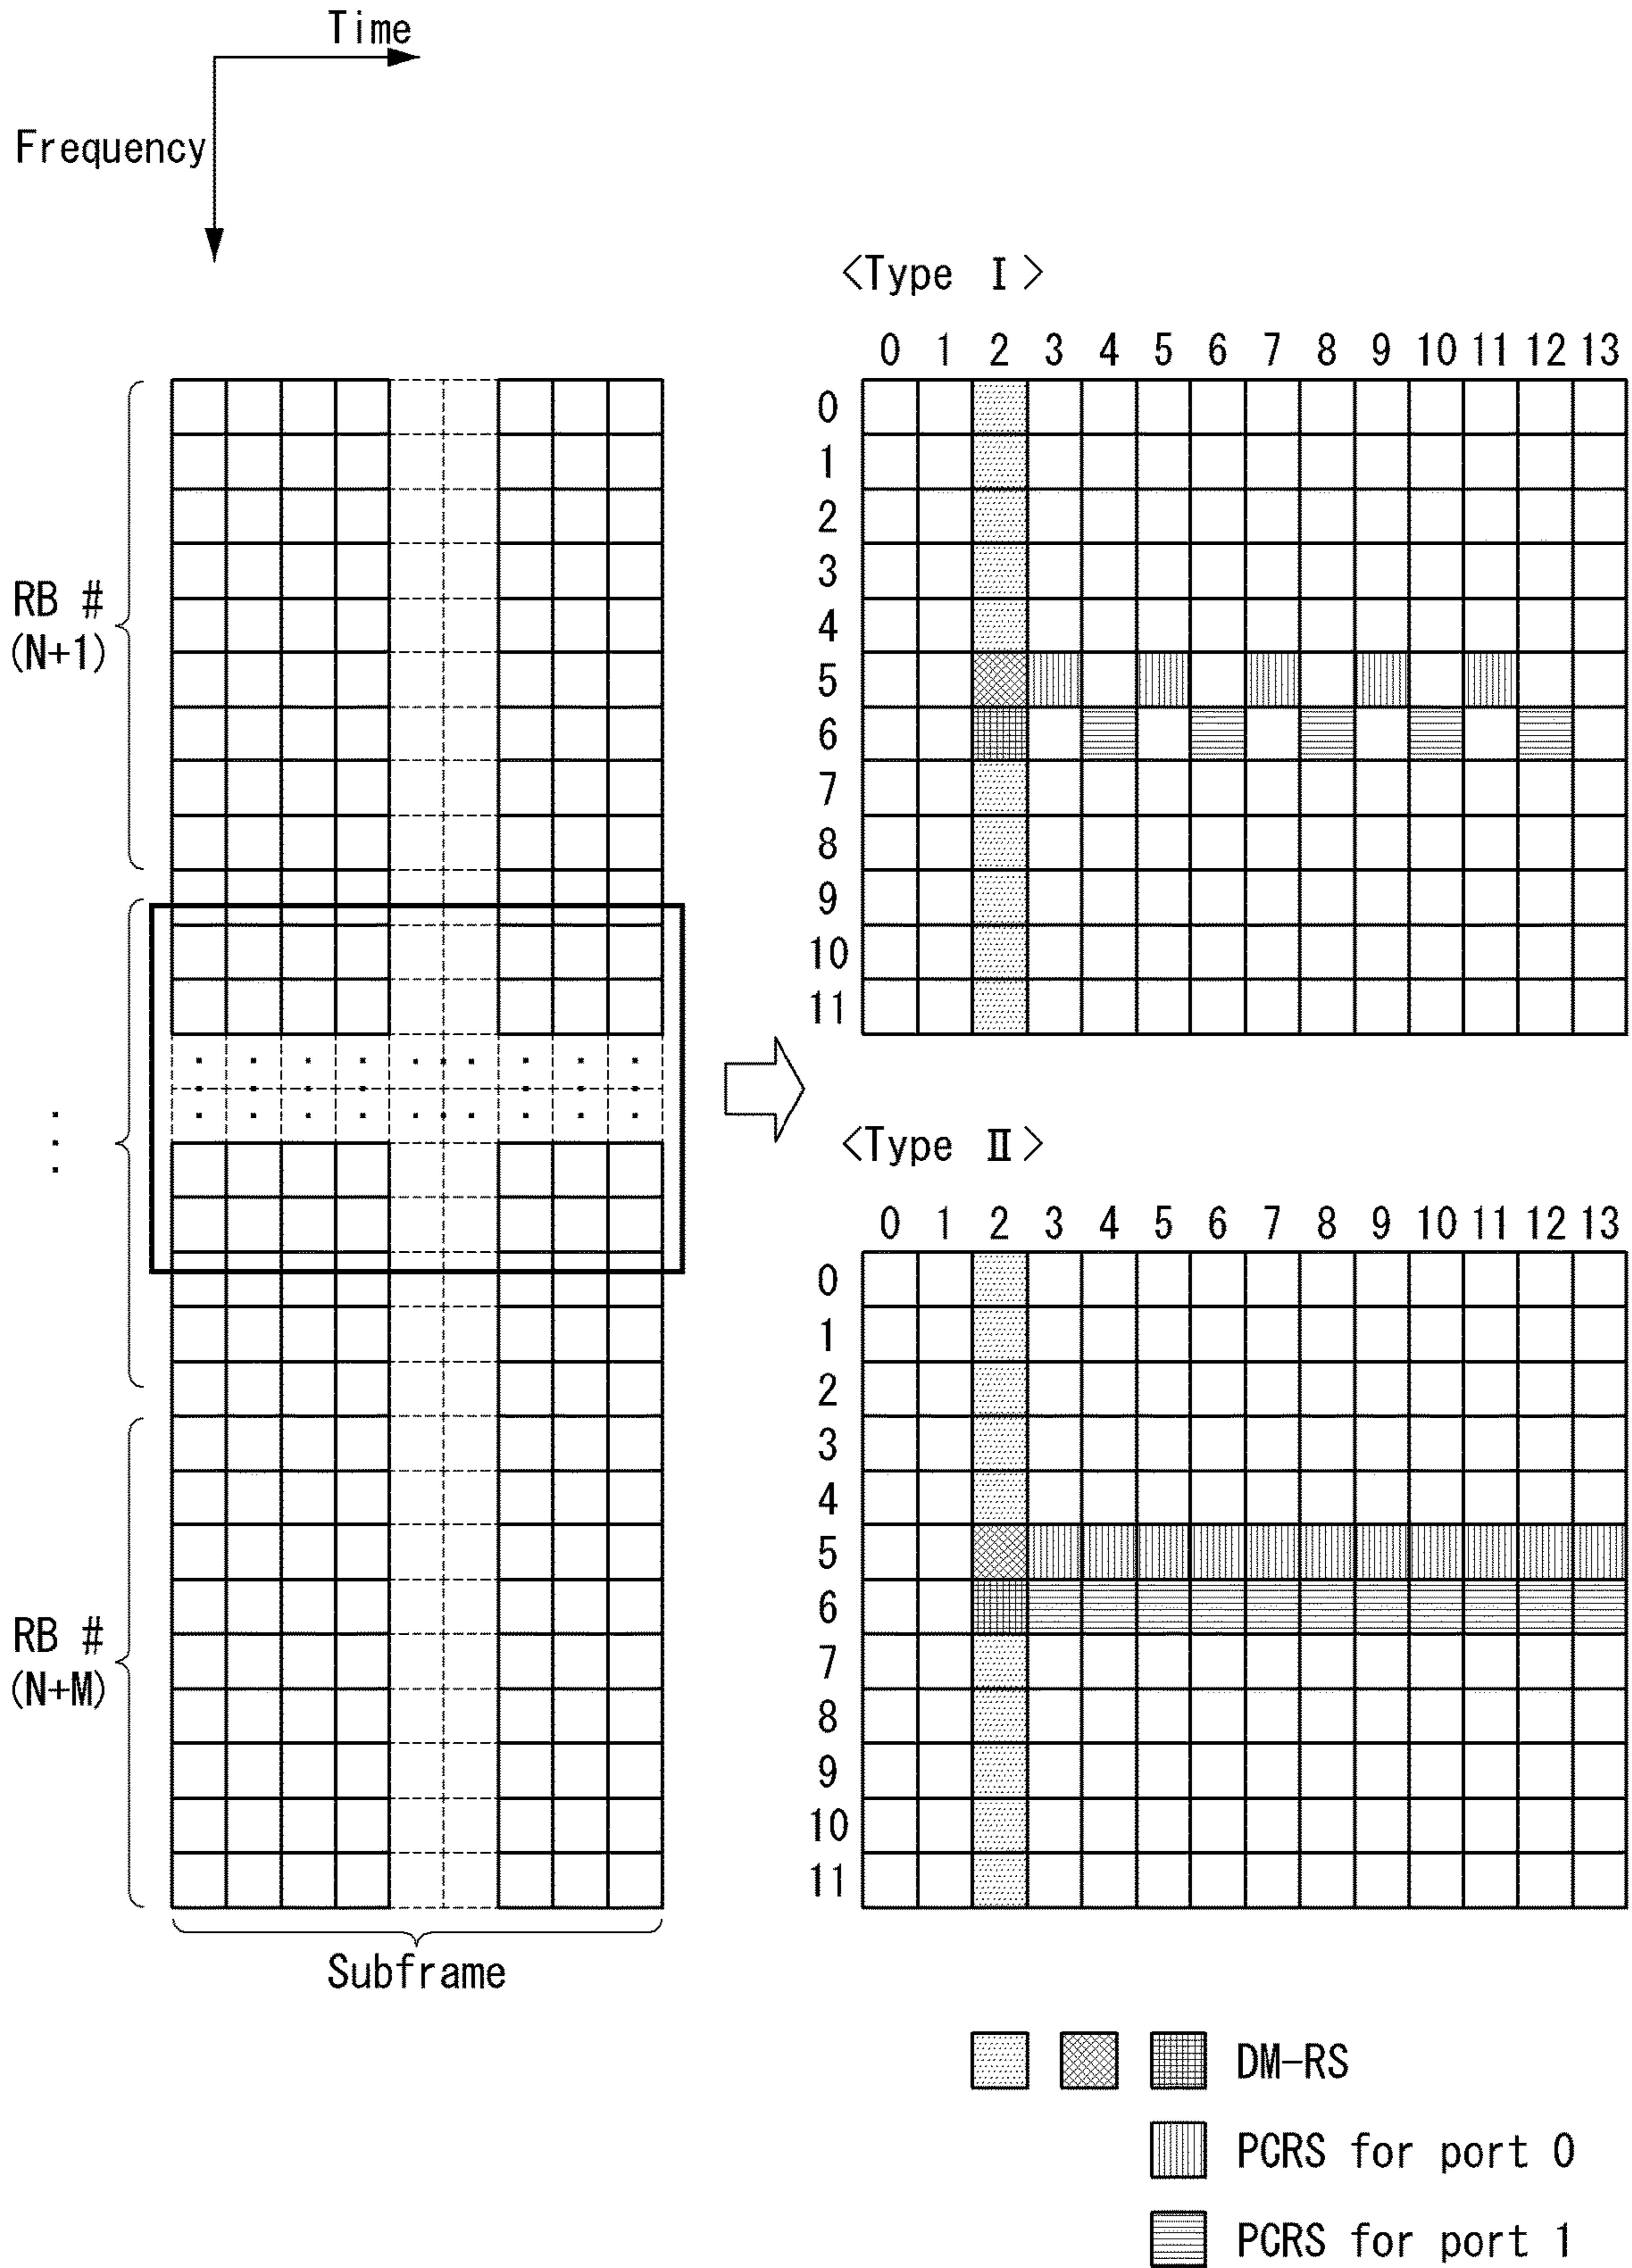 Time
Frequency
<Type Ⅰ>
0 1 2 3 4 5 6 7 8 9 10 11 12 13
0
1
2
3
4
5
6
7
8
9
10
11
RB #
(N+1)
<Type Ⅱ>
0 1 2 3 4 5 6 7 8 9 10 11 12 13
0
1
2
3
4
5
6
7
8
9
10
11
RB #
(N+M)
Subframe
DM-RS
PCRS for port 0
PCRS for port 1